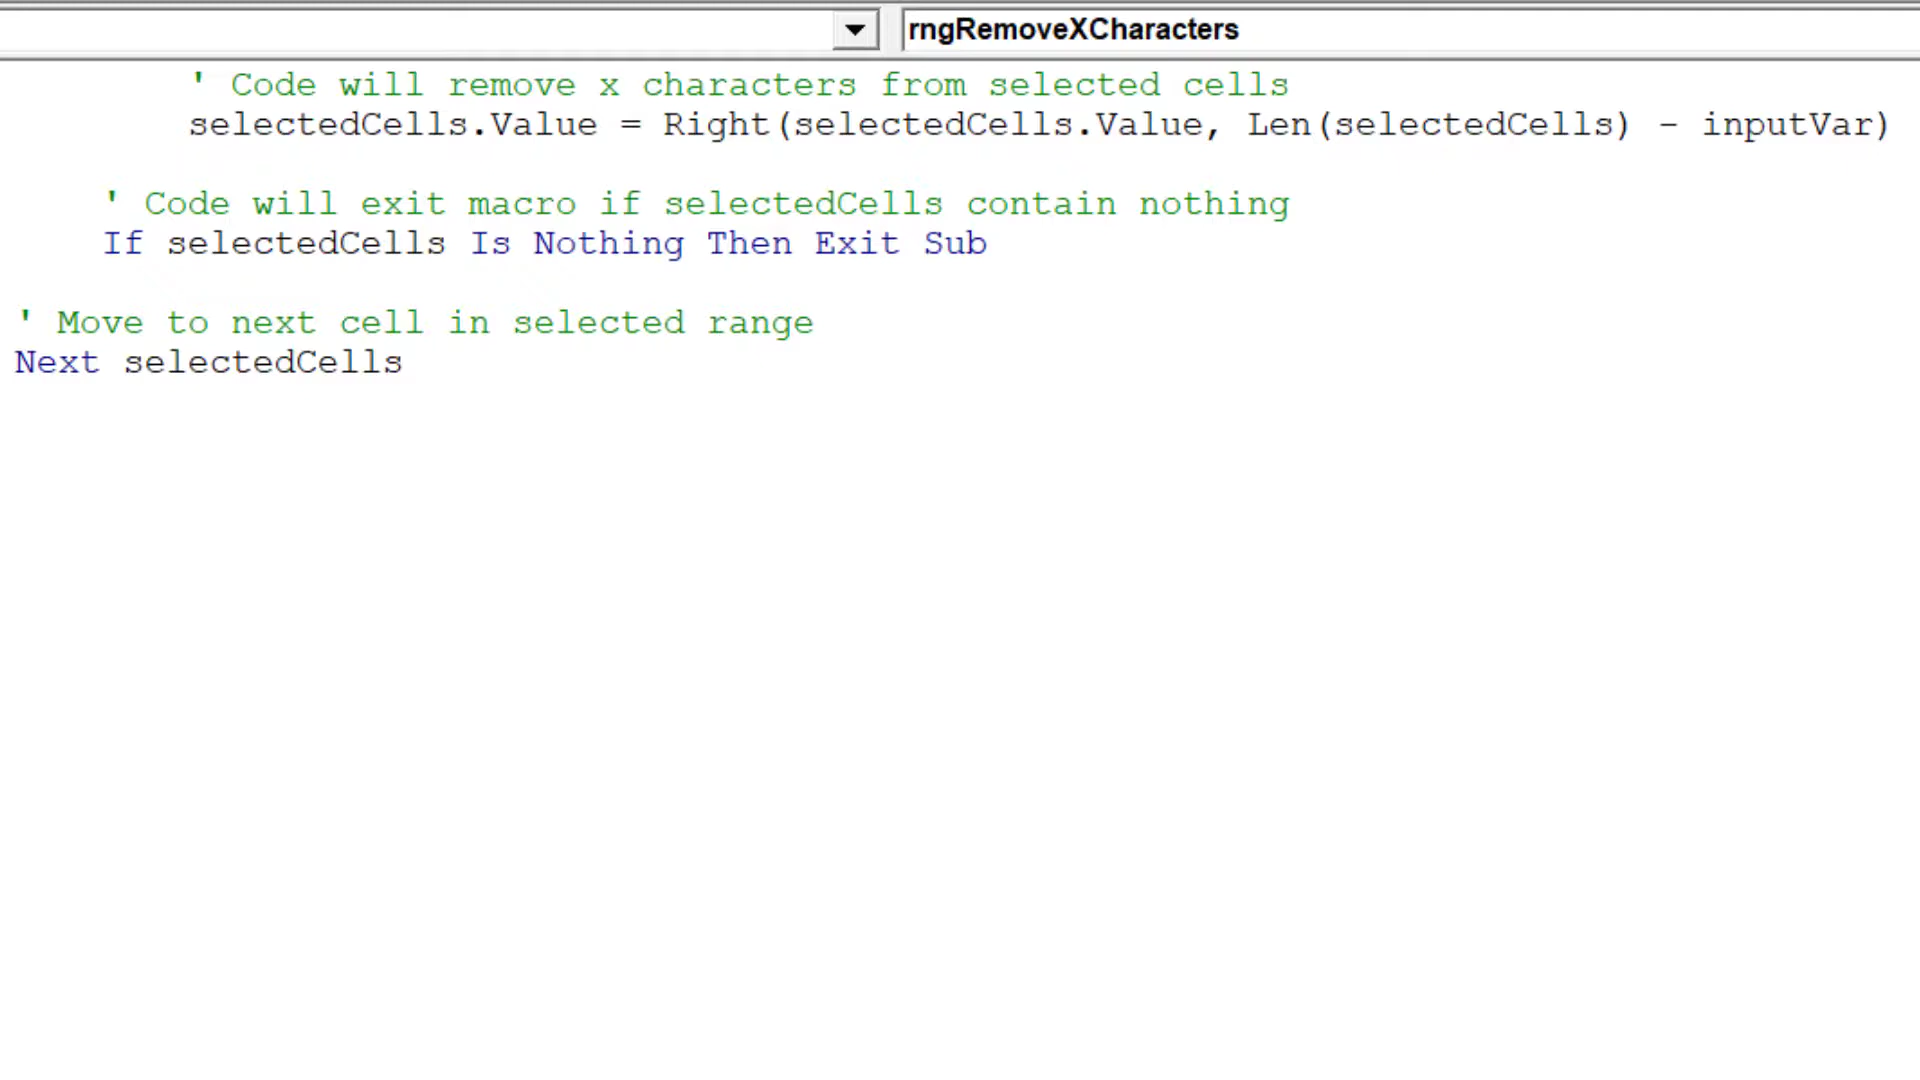 rngRemoveXCharacters
' Code will remove x characters from selected cells
selectedCells.Value = Right(selectedCells.Value, Len(selectedCells) - inputVar)
' Code will exit macro if selectedCells contain nothing
If selectedCells Is Nothing Then Exit Sub
' Move to next cell in selected range
Next selectedCells